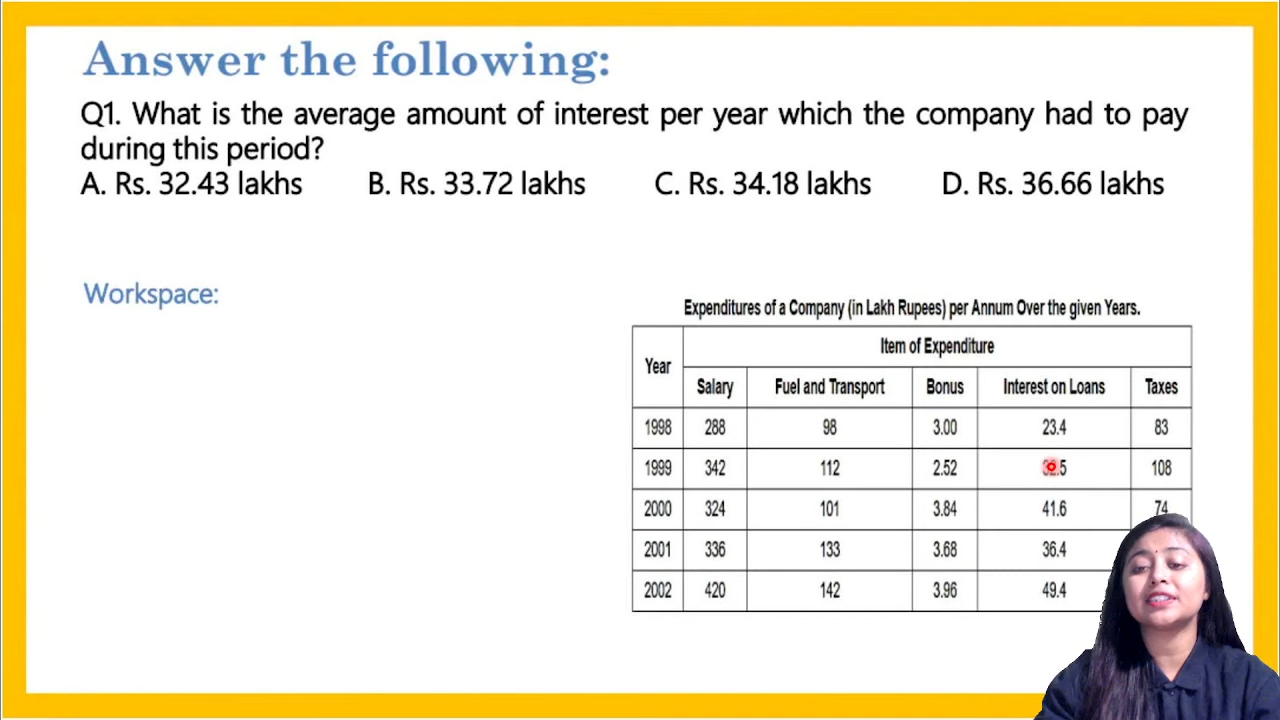 Answer the following:
Q1. What is the average amount of interest per year which the company had to pay
during this period?
A. Rs. 32.43 lakhs B. Rs. 33.72 lakhs C. Rs. 34.18 lakhs D. Rs. 36.66 lakhs
Workspace:
Expenditures of a Company (in Lakh Rupees) per Annum Over the given Years.
Year Item of Expenditure
Salary Fuel and Transport Bonus Interest on Loans Taxes
1998 288 98 3.00 23.4 83
1999 342 112 2.52 108
2000 324 101 3.84 41.6 74
2001 336 133 3.68 36.4
2002 420 142 3.96 49.4